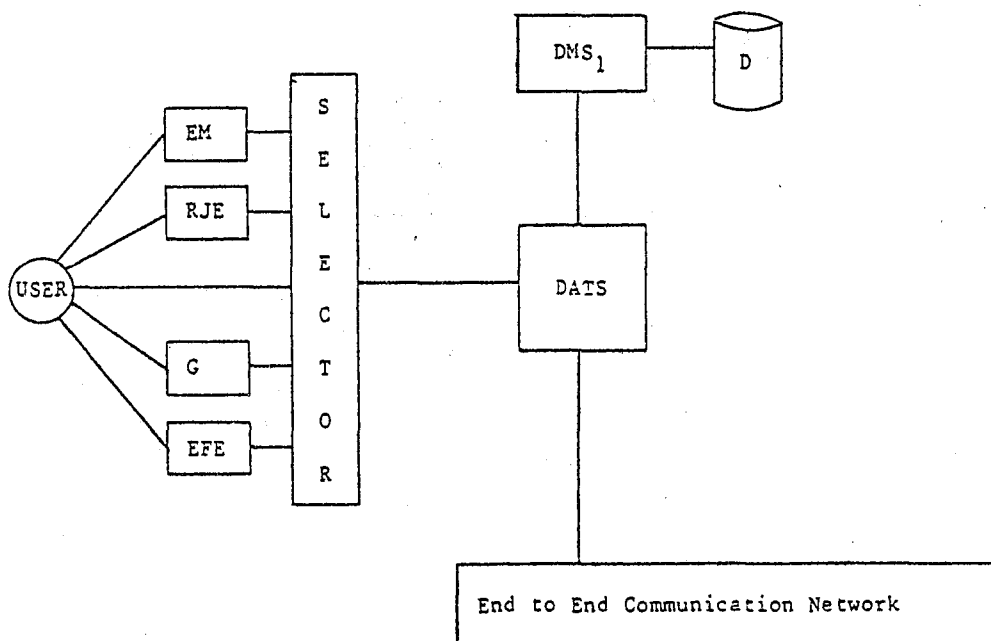 DMS1
D
S
E
L
E
C
T
O
R
EM
RJE
USER
G
EFE
DATS
End to End Communication Network